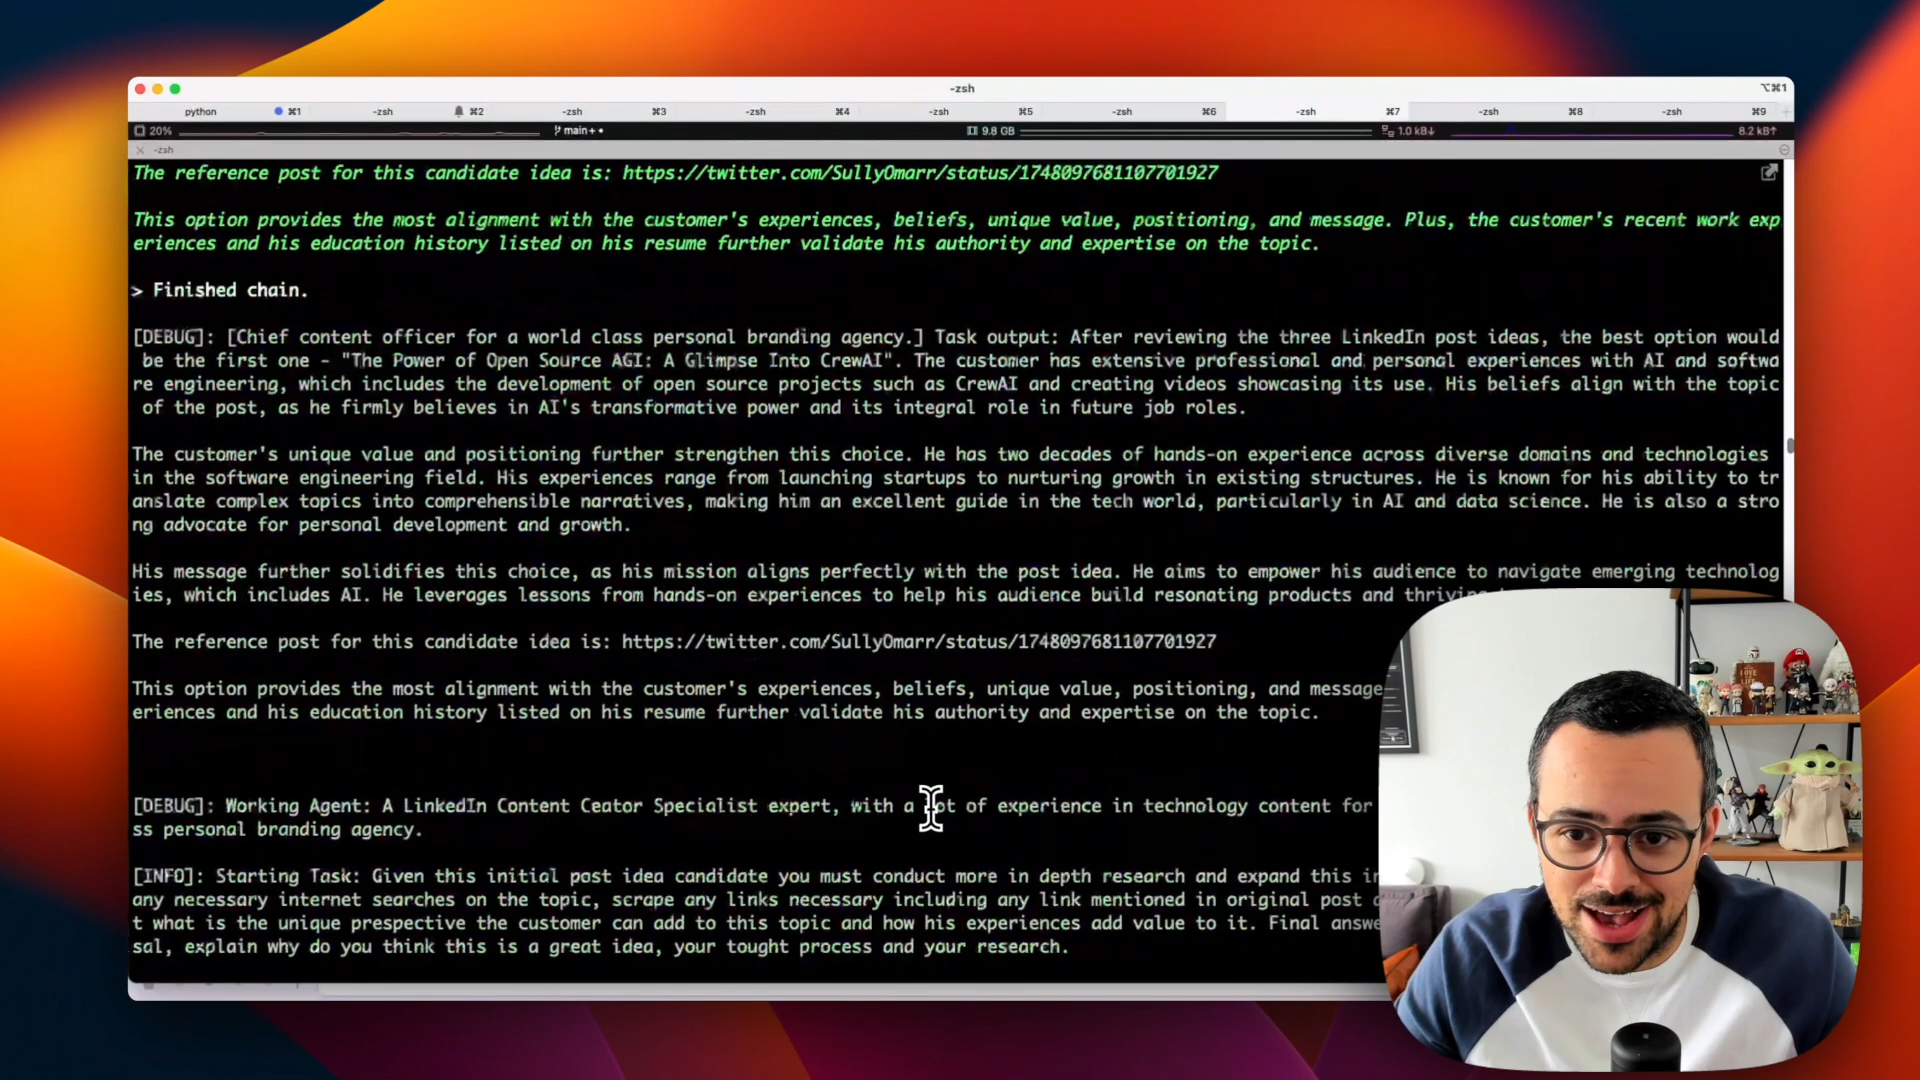 -zsh
⌥⌘1
python ⌘1 -zsh ⌘2 -zsh ⌘3 -zsh ⌘4 -zsh ⌘5 -zsh ⌘6 -zsh ⌘7 -zsh ⌘8 -zsh ⌘9
20% main+• 9.8 GB 1.0 kB↓ 8.2 kB↑
-zsh
The reference post for this candidate idea is: https://twitter.com/SullyOmarr/status/1748097681107701927
This option provides the most alignment with the customer's experiences, beliefs, unique value, positioning, and message. Plus, the customer's recent work exp
eriences and his education history listed on his resume further validate his authority and expertise on the topic.
> Finished chain.
[DEBUG]: [Chief content officer for a world class personal branding agency.] Task output: After reviewing the three LinkedIn post ideas, the best option would
be the first one - "The Power of Open Source AGI: A Glimpse Into CrewAI". The customer has extensive professional and personal experiences with AI and softwa
re engineering, which includes the development of open source projects such as CrewAI and creating videos showcasing its use. His beliefs align with the topic
of the post, as he firmly believes in AI's transformative power and its integral role in future job roles.
The customer's unique value and positioning further strengthen this choice. He has two decades of hands-on experience across diverse domains and technologies
in the software engineering field. His experiences range from launching startups to nurturing growth in existing structures. He is known for his ability to tr
anslate complex topics into comprehensible narratives, making him an excellent guide in the tech world, particularly in AI and data science. He is also a stro
ng advocate for personal development and growth.
His message further solidifies this choice, as his mission aligns perfectly with the post idea. He aims to empower his audience to navigate emerging technolog
ies, which includes AI. He leverages lessons from hands-on experiences to help his audience build resonating products and thriving
The reference post for this candidate idea is: https://twitter.com/SullyOmarr/status/1748097681107701927
This option provides the most alignment with the customer's experiences, beliefs, unique value, positioning, and message
eriences and his education history listed on his resume further validate his authority and expertise on the topic.
[DEBUG]: Working Agent: A LinkedIn Content Ceator Specialist expert, with a lot of experience in technology content for
ss personal branding agency.
[INFO]: Starting Task: Given this initial post idea candidate you must conduct more in depth research and expand this
any necessary internet searches on the topic, scrape any links necessary including any link mentioned in original post
t what is the unique prespective the customer can add to this topic and how his experiences add value to it. Final
sal, explain why do you think this is a great idea, your tought process and your research.